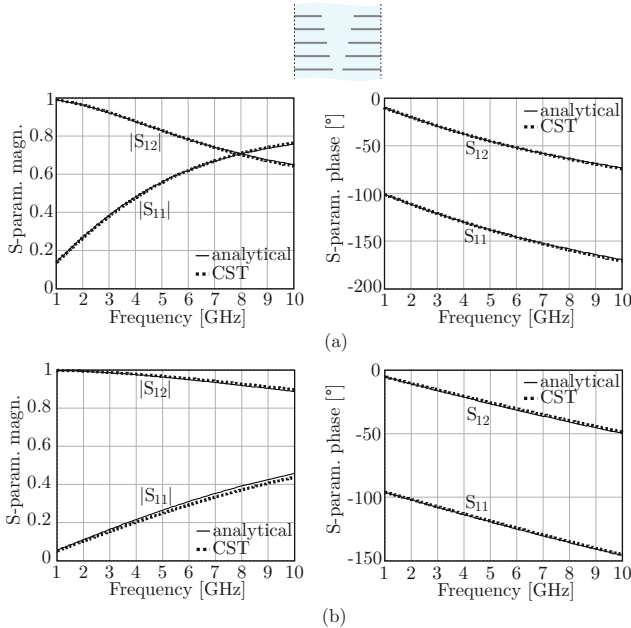 S-param. magn.
1
0.8
0.6
0.4
0.2
0
|S12|
|S11|
analytical
CST
1 2 3 4 5 6 7 8 9 10
Frequency [GHz]
S-param. phase [°]
0
-50
-100
-150
-200
analytical
CST
S12
S11
1 2 3 4 5 6 7 8 9 10
Frequency [GHz]
(a)
S-param. magn.
1
0.8
0.6
0.4
0.2
0
|S12|
|S11|
analytical
CST
1 2 3 4 5 6 7 8 9 10
Frequency [GHz]
S-param. phase [°]
0
-50
-100
-150
analytical
CST
S12
S11
1 2 3 4 5 6 7 8 9 10
Frequency [GHz]
(b)